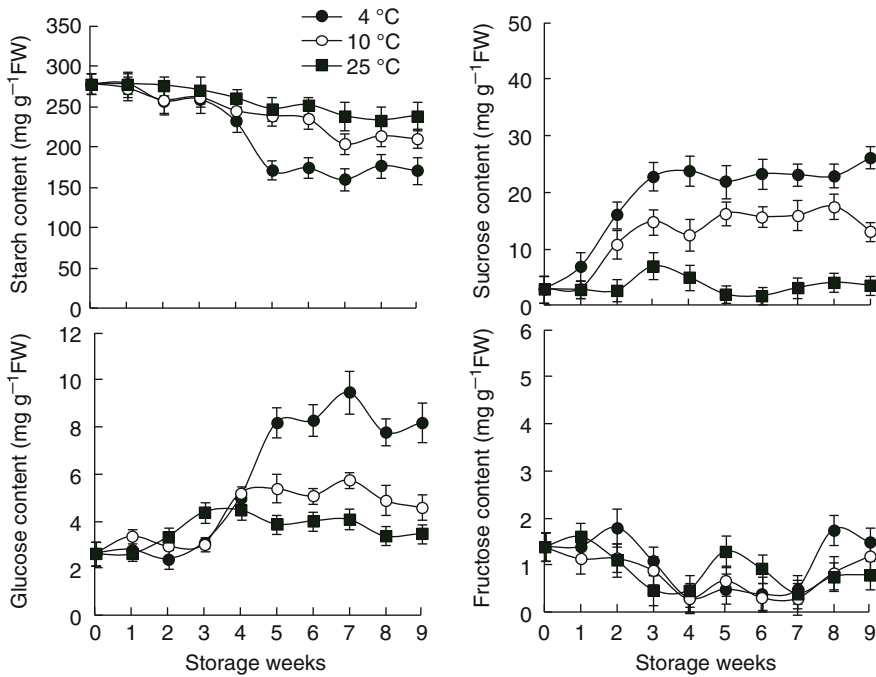 4 °C
10 °C
25 °C
Starch content (mg g⁻¹FW)
350
300
250
200
150
100
50
0
Sucrose content (mg g⁻¹FW)
50
40
30
20
10
0
Glucose content (mg g⁻¹FW)
12
10
8
6
4
2
0
0 1 2 3 4 5 6 7 8 9
Storage weeks
Fructose content (mg g⁻¹FW)
6
5
4
3
2
1
0
0 1 2 3 4 5 6 7 8 9
Storage weeks